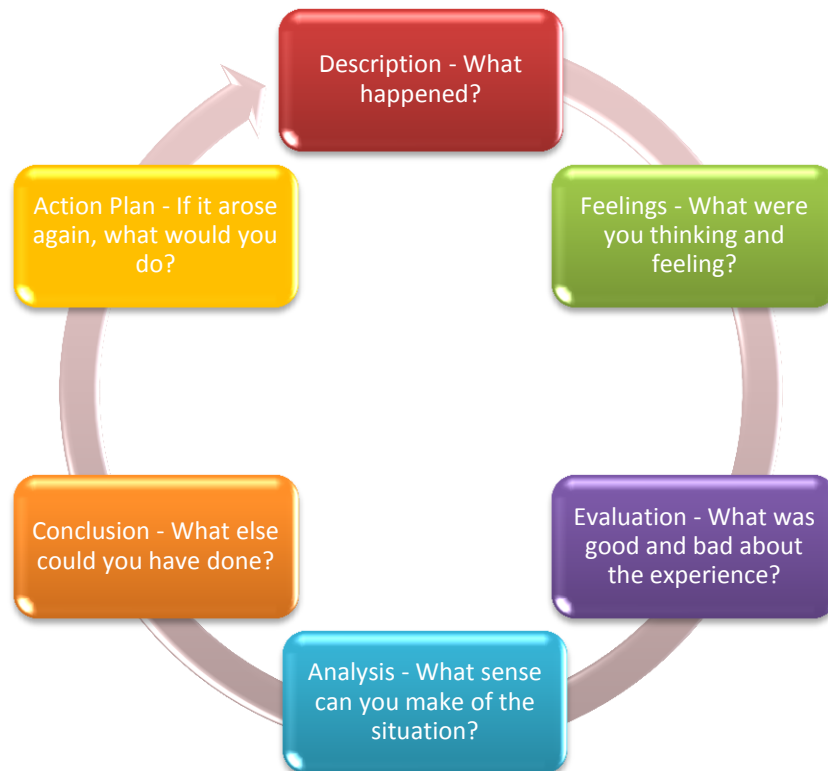 Description - What
happened?
Feelings - What were
you thinking and
feeling?
Evaluation - What was
good and bad about
the experience?
Analysis - What sense
can you make of the
situation?
Conclusion - What else
could you have done?
Action Plan - If it arose
again, what would you
do?